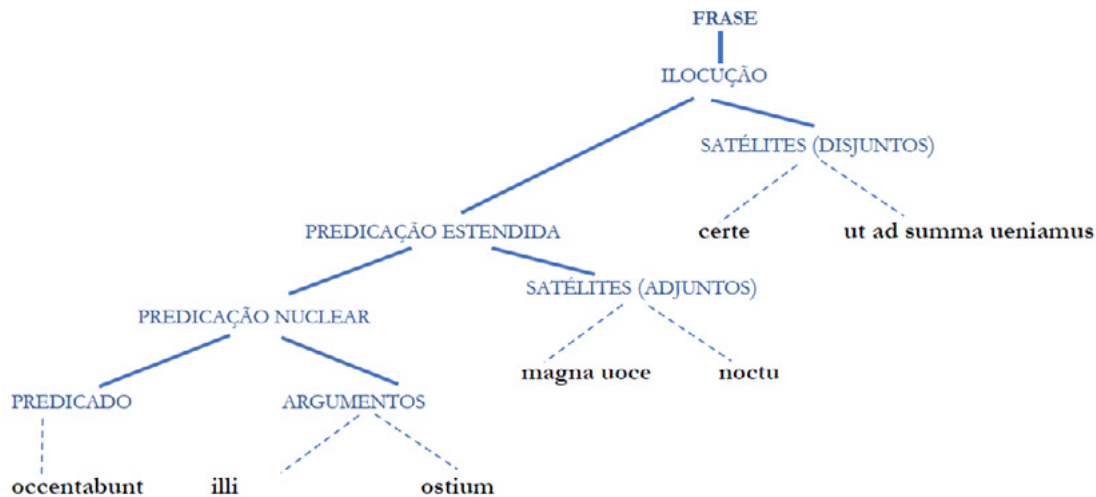 FRASE
ILOCUÇÃO
SATÉLITES (DISJUNTOS)
certe ut ad summa ueniamus
PREDICAÇÃO ESTENDIDA
SATÉLITES (ADJUNTOS)
magna uoce noctu
PREDICAÇÃO NUCLEAR
PREDICADO ARGUMENTOS
occentabunt illi ostium